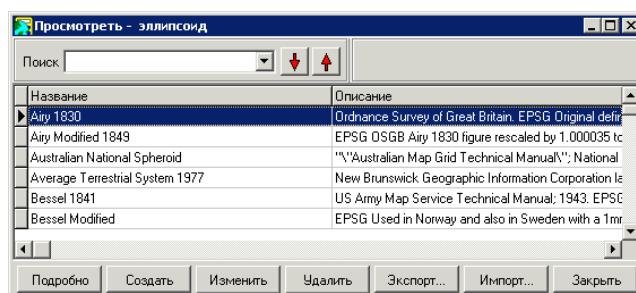 Просмотреть - эллипсоид
Поиск
Название Описание
Airy 1830 Ordnance Survey of Great Britain. EPSG Original
Airy Modified 1849 EPSG OSGB Airy 1830 figure rescaled by 1.000035 to
Australian National Spheroid "\"Australian Map Grid Technical Manual\"; National
Average Terrestrial System 1977 New Brunswick Geographic Information Corporation
Bessel 1841 US Army Map Service Technical Manual; 1943. EPSG
Bessel Modified EPSG Used in Norway and also in Sweden with a
Подробно Создать Изменить Удалить Экспорт... Импорт... Закрыть